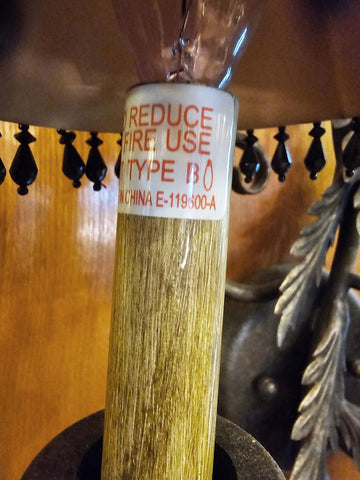 REDUCE
FIRE USE
TYPE B
CHINA E-119600-A